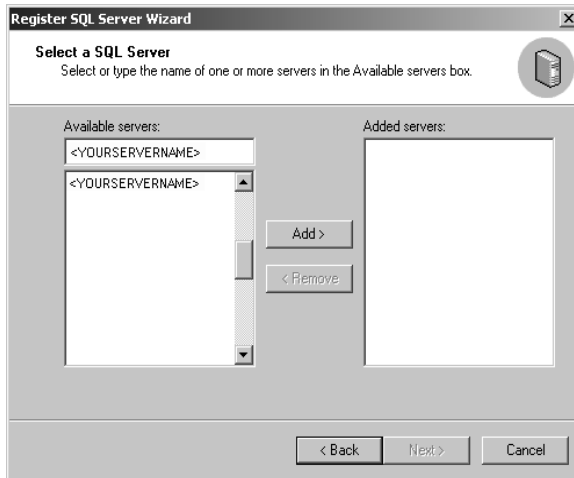 Register SQL Server Wizard
Select a SQL Server
Select or type the name of one or more servers in the Available servers box.
Available servers:
Added servers:
<YOURSERVERNAME>
<YOURSERVERNAME>
Add >
< Remove
< Back
Next >
Cancel